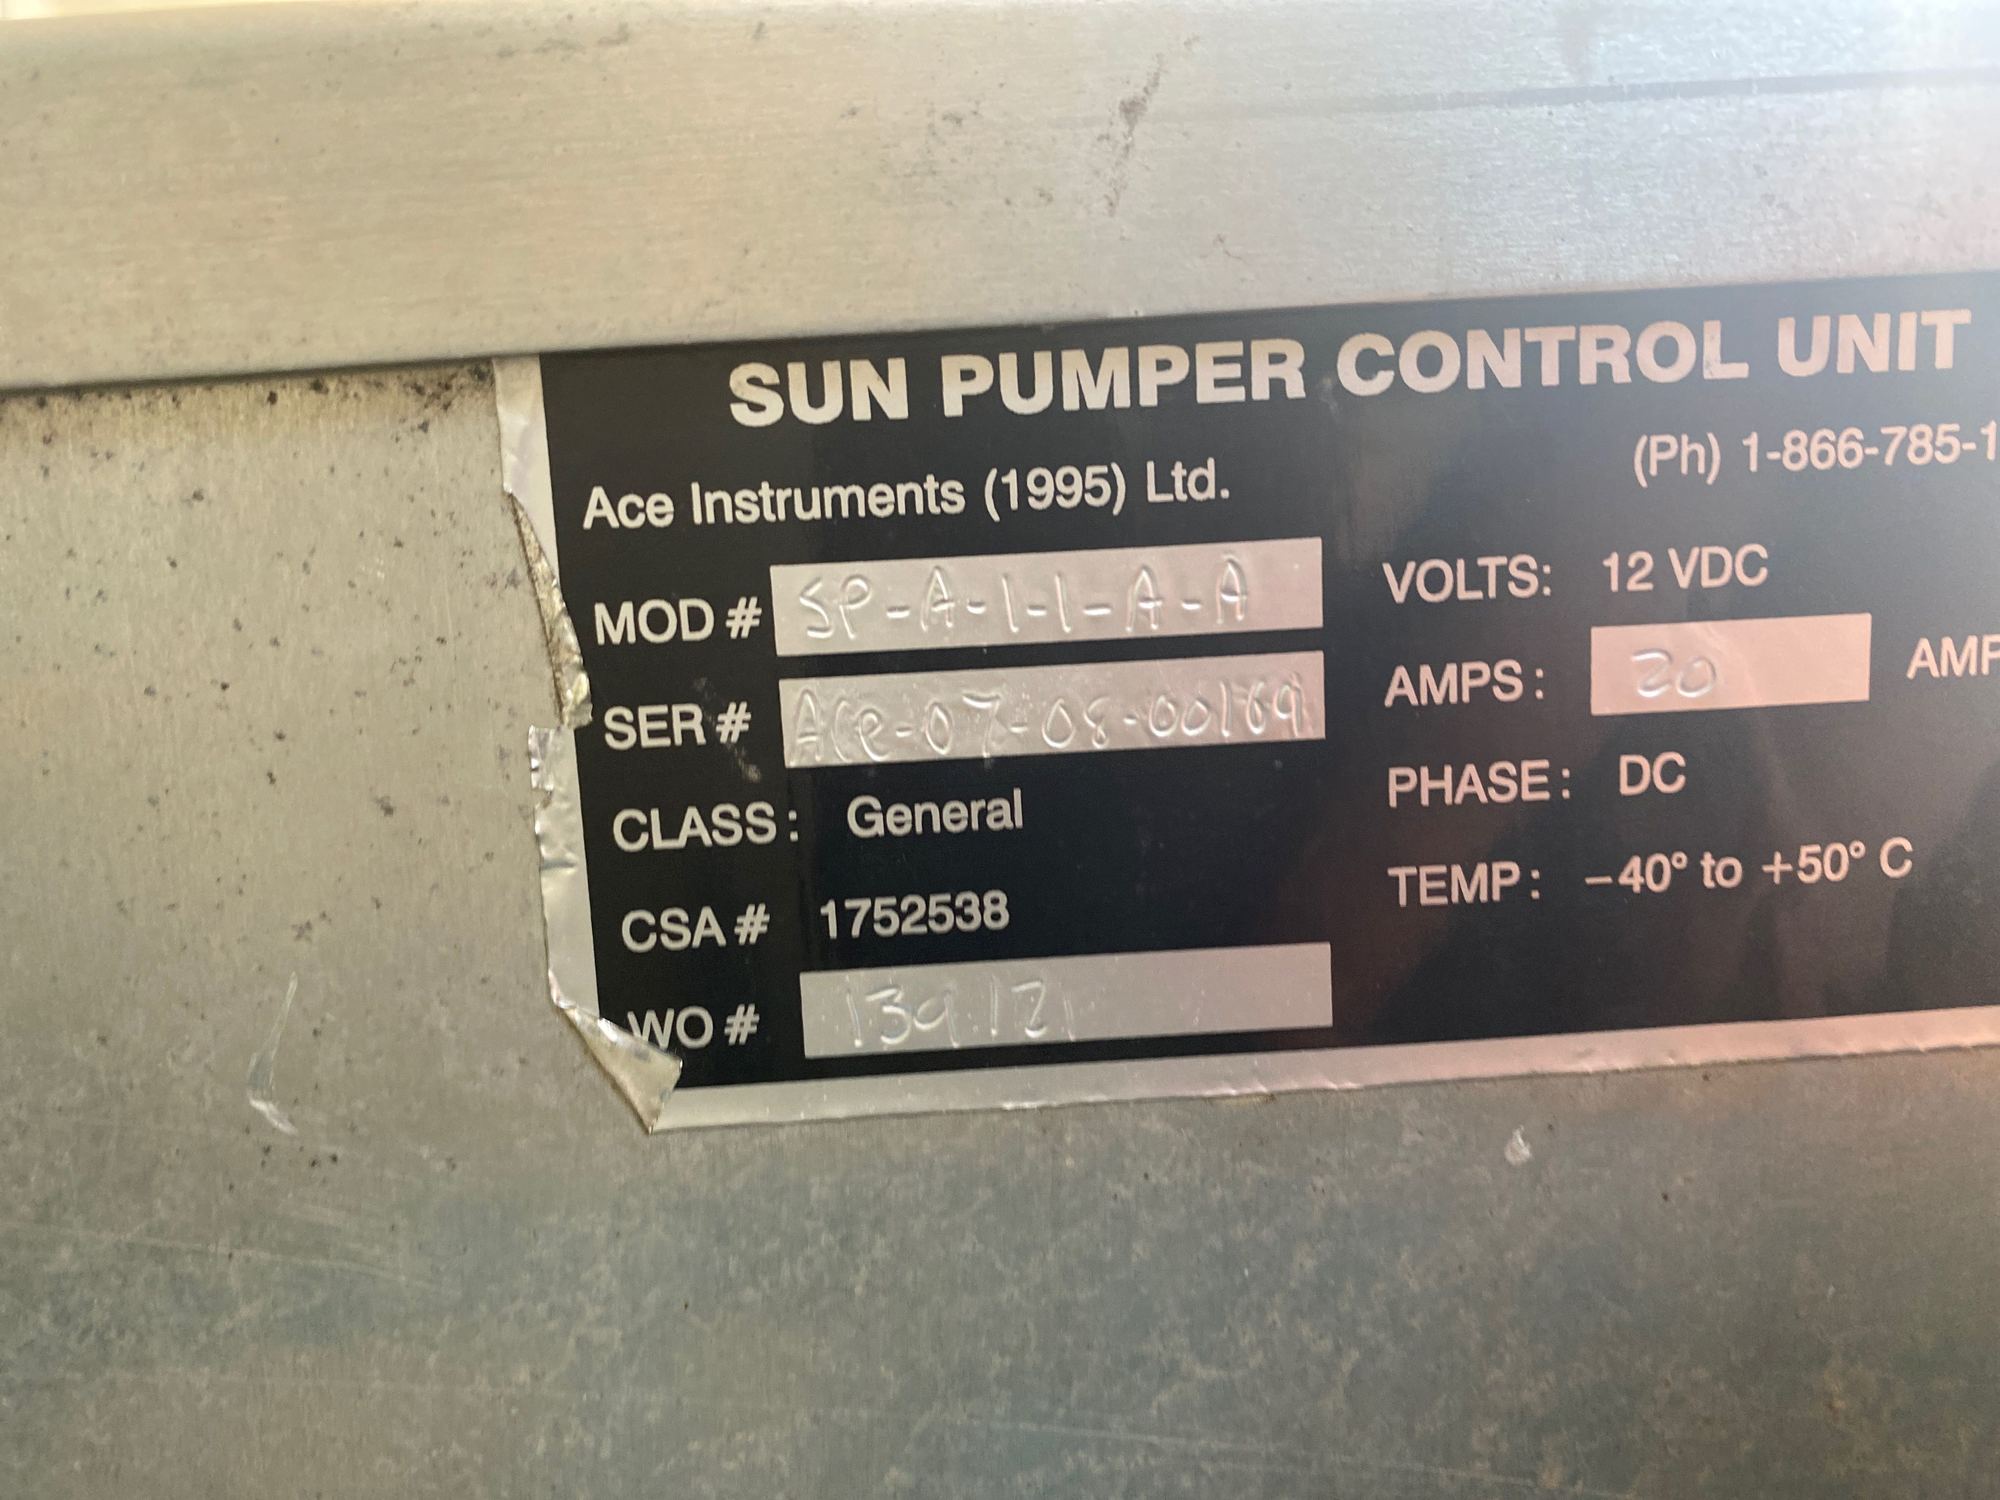 SUN PUMPER CONTROL UNIT
Ace Instruments (1995) Ltd.
(Ph) 1-866-785-1
MOD # SP-A-1-1-A-A
VOLTS: 12 VDC
SER # ACe-07-08-00169
AMPS: 20 AMP
CLASS: General
PHASE: DC
CSA # 1752538
TEMP: –40° to +50° C
WO # 139121